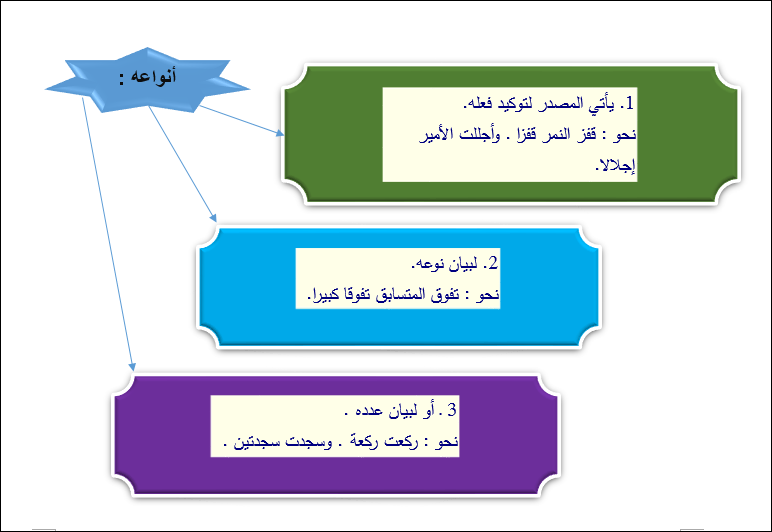 أنواعه :
1. يأتي المصدر لتوكيد فعله.
نحو : قفز النمر قفزا . وأجللت الأمير
إجلالا.
2. لبيان نوعه.
نحو : تفوق المتسابق تفوقا كبيرا.
3 . أو لبيان عدده .
نحو : ركعت ركعة . وسجدت سجدتين .